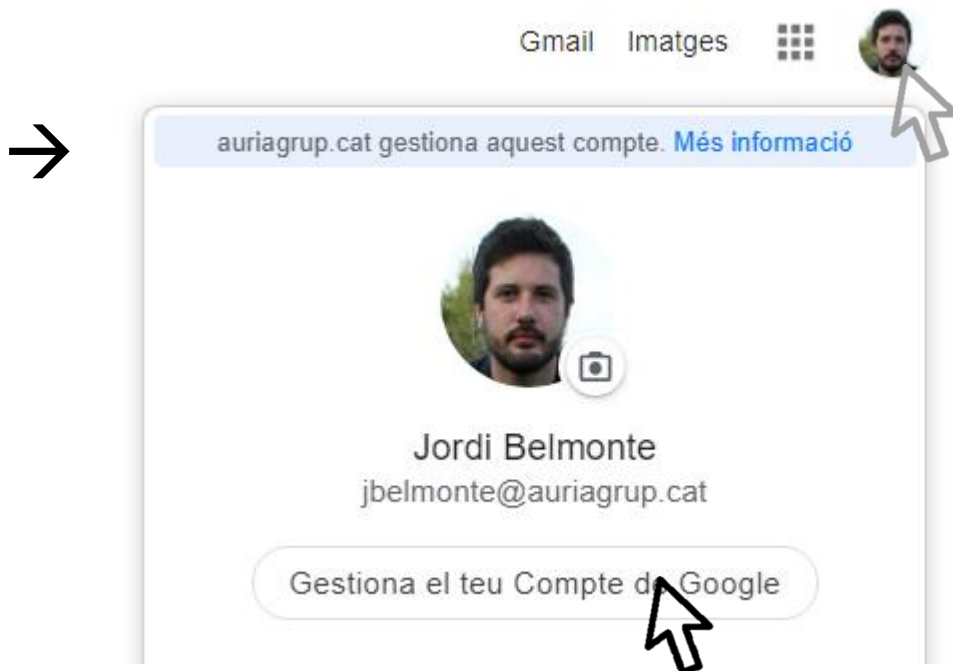 Gmail Imatges
auriagrup.cat gestiona aquest compte. Més informació
Jordi Belmonte
jbelmonte@auriagrup.cat
Gestiona el teu Compte de Google